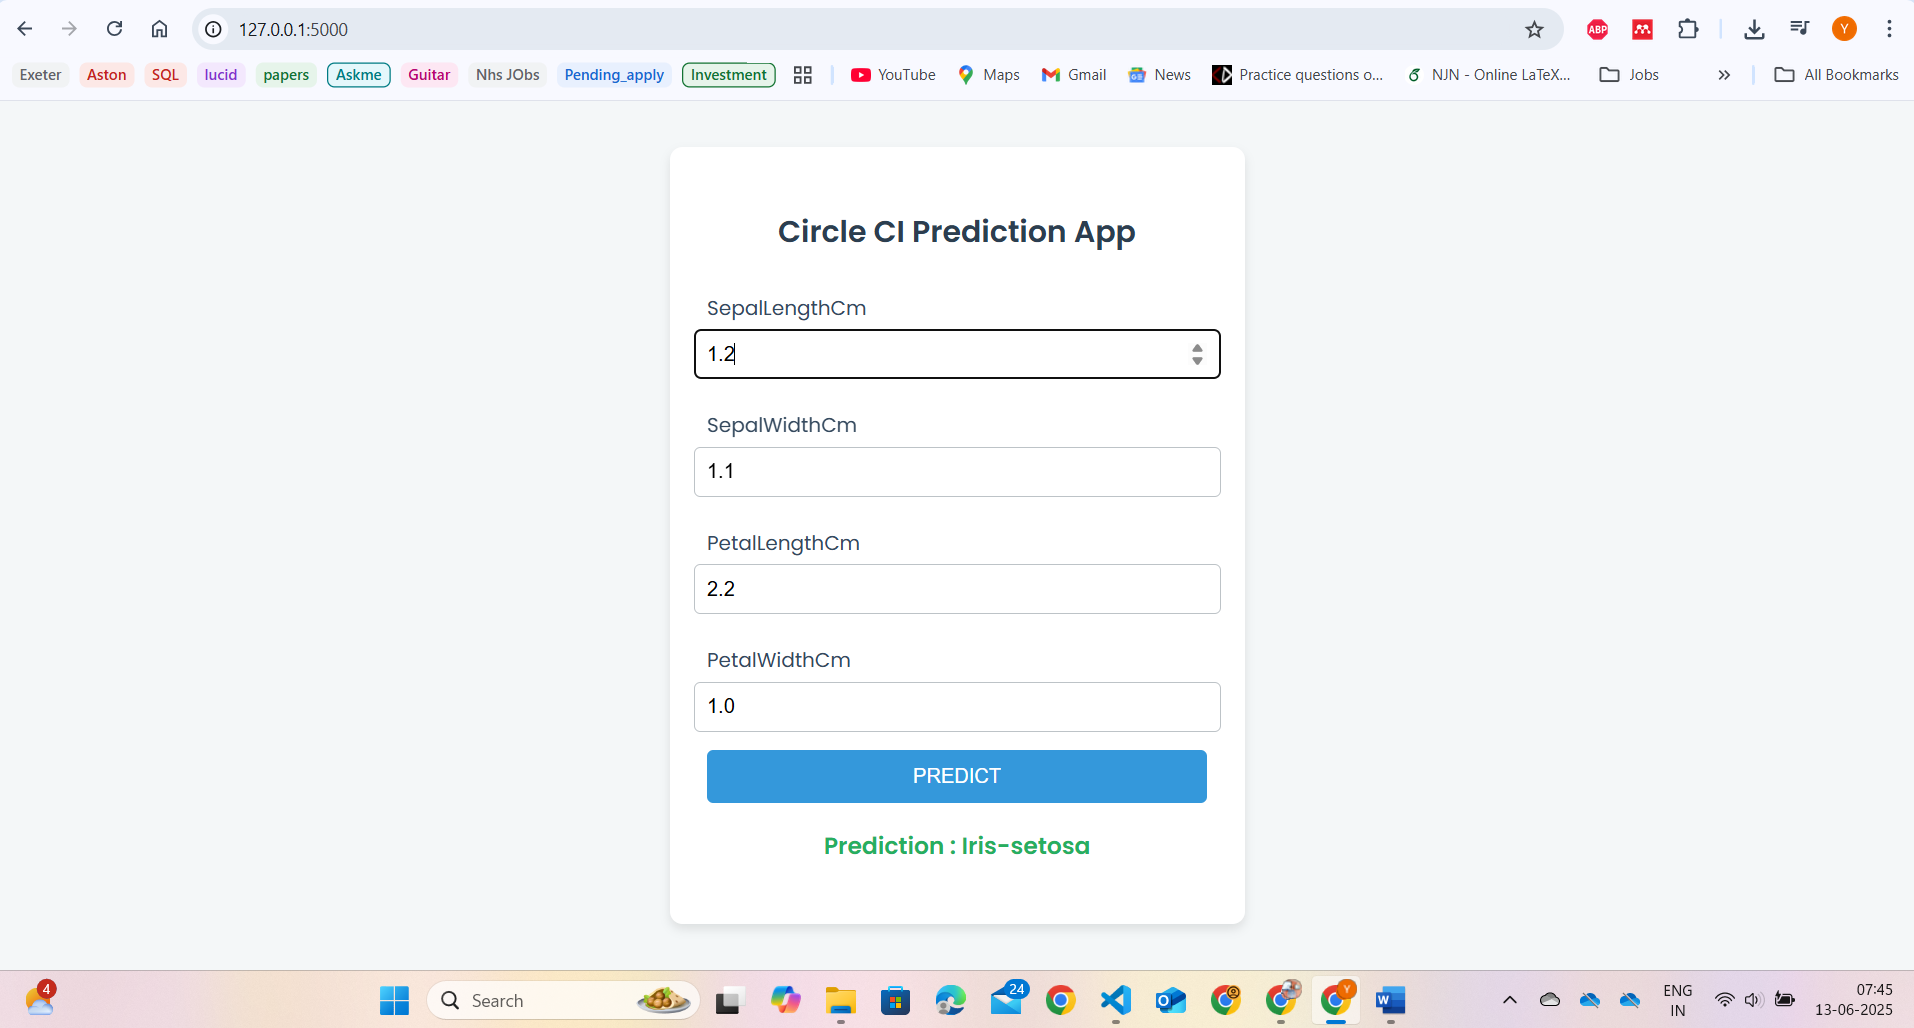 127.0.0.1:5000
ABP
Y
Exeter Aston SQL lucid papers Askme Guitar Nhs JObs Pending_apply Investment YouTube Maps Gmail News Practice questions o... NJN - Online LaTeX... Jobs » All Bookmarks
Circle CI Prediction App
SepalLengthCm
1.2
SepalWidthCm
1.1
PetalLengthCm
2.2
PetalWidthCm
1.0
PREDICT
Prediction : Iris-setosa
4
Search
24
Y
ENG
IN
07:45
13-06-2025